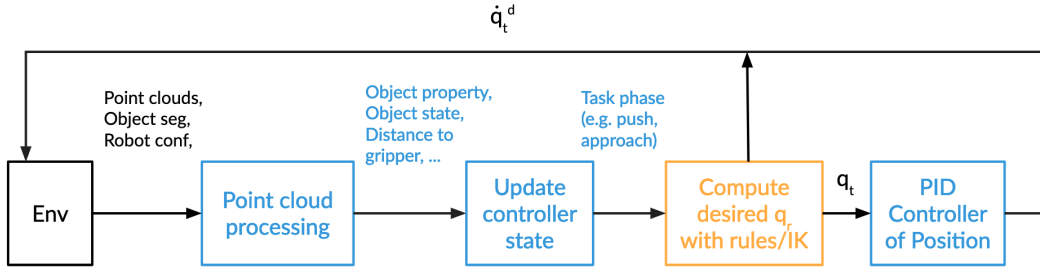 q̇ₜᵈ
Point clouds,
Object seg,
Robot conf,
Object property,
Object state,
Distance to
gripper, ...
Task phase
(e.g. push,
approach)
Env
Point cloud
processing
Update
controller
state
Compute
desired qᵣ
with rules/IK
qₜ
PID
Controller
of Position